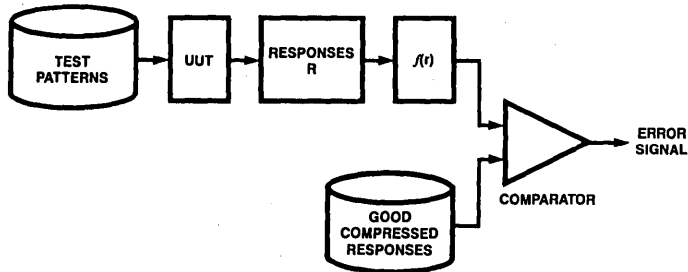 TEST
PATTERNS
UUT
RESPONSES
R
f(r)
ERROR
SIGNAL
COMPARATOR
GOOD
COMPRESSED
RESPONSES